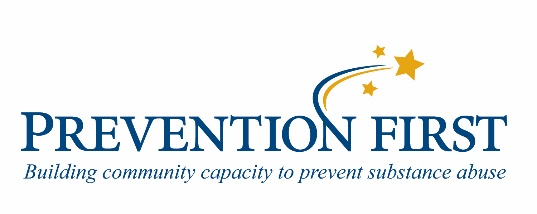 PREVENTION FIRST
Building community capacity to prevent substance abuse